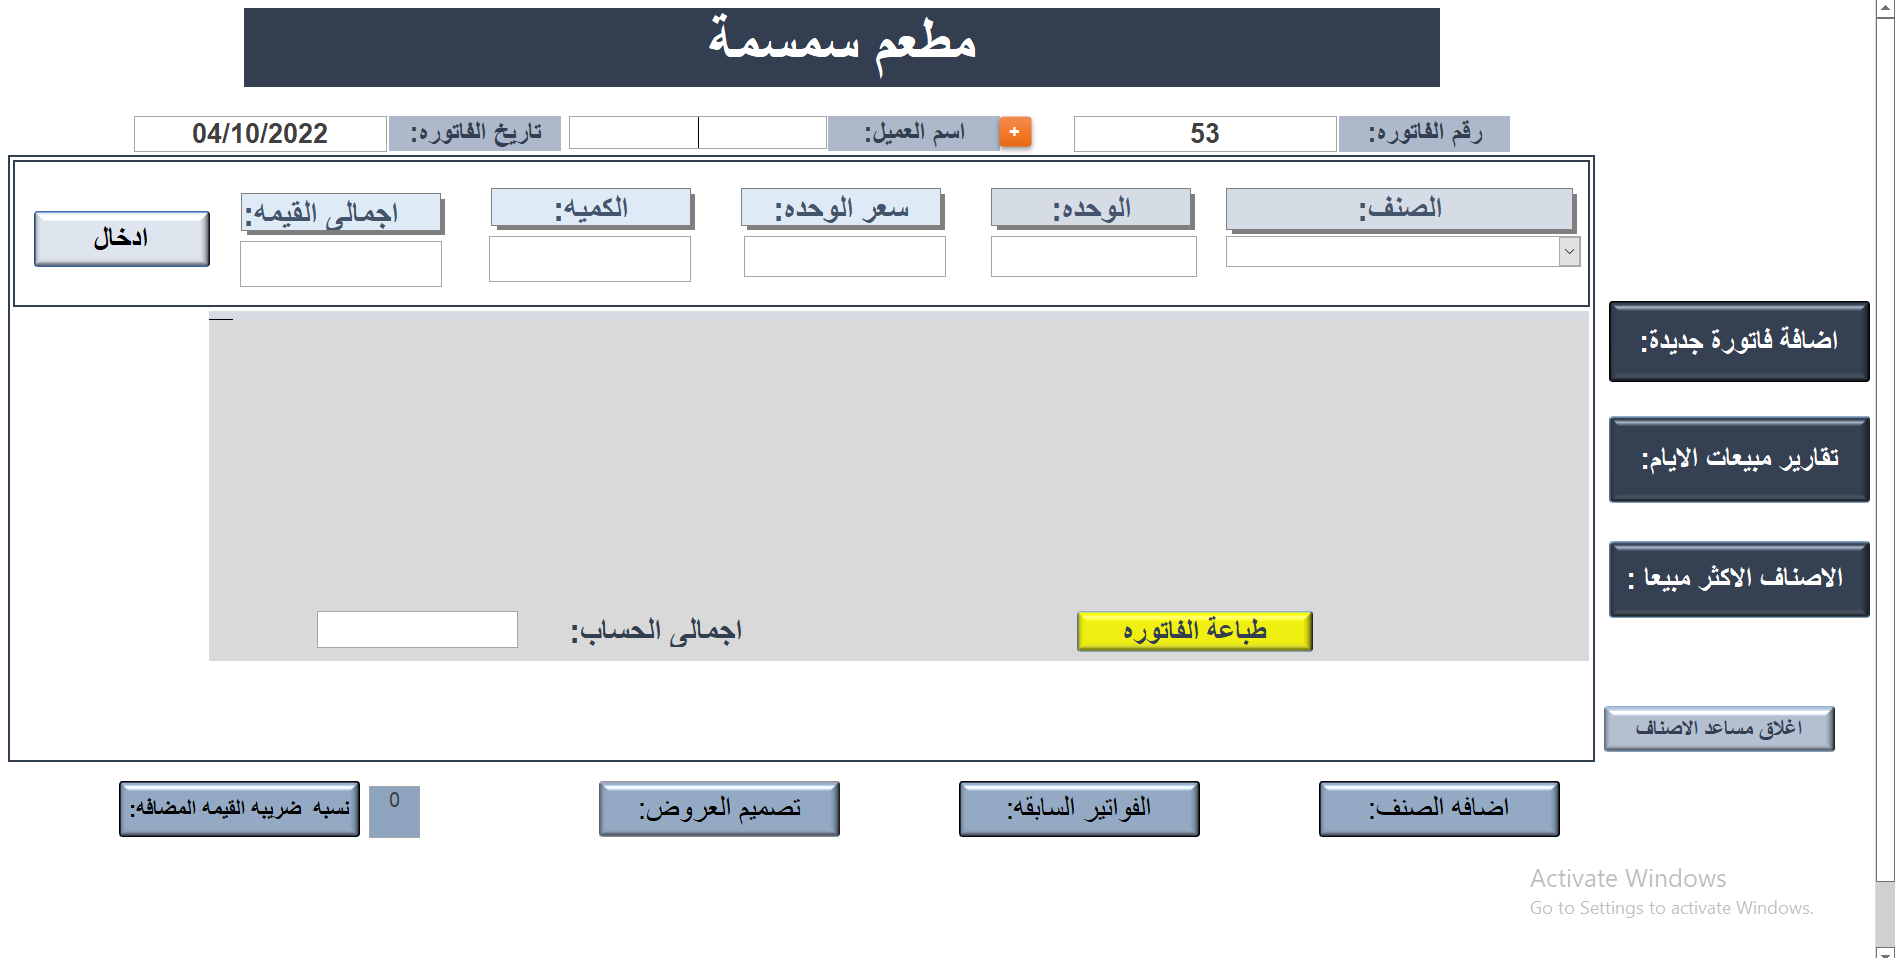 مطعم سمسمة
رقم الفاتوره:
53
+
اسم العميل:
تاريخ الفاتوره:
04/10/2022
الصنف:
الوحده:
سعر الوحده:
الكميه:
اجمالى القيمه:
ادخال
اضافة فاتورة جديدة:
تقارير مبيعات الايام:
الاصناف الاكثر مبيعا :
طباعة الفاتوره
اجمالى الحساب:
اغلاق مساعد الاصناف
اضافه الصنف:
الفواتير السابقه:
تصميم العروض:
0
نسبه ضريبه القيمه المضافه:
Activate Windows
Go to Settings to activate Windows.